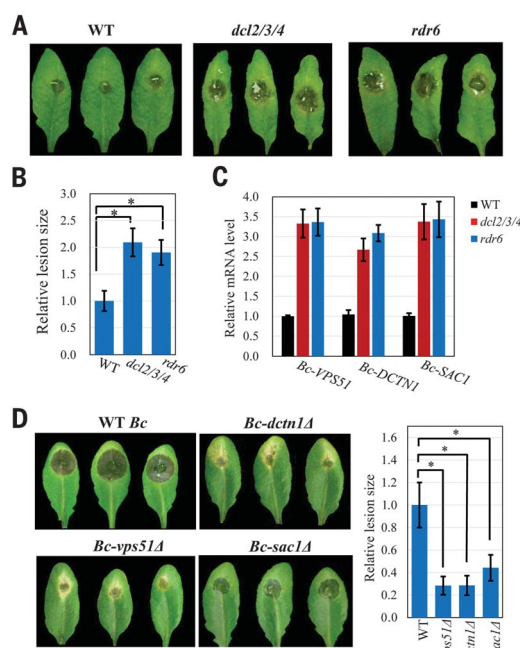 A
WT
dcl2/3/4
rdr6
B
Relative lesion size
3.0
2.5
2.0
1.5
1.0
0.5
0.0
*
*
WT
dcl2/3/4
rdr6
C
Relative mRNA level
4.5
4.0
3.5
3.0
2.5
2.0
1.5
1.0
0.5
0.0
WT
dcl2/3/4
rdr6
Bc-VPS51
Bc-DCTN1
Bc-SAC1
D
WT Bc
Bc-dctn1Δ
Bc-vps51Δ
Bc-sac1Δ
Relative lesion size
1.6
1.4
1.2
1.0
0.8
0.6
0.4
0.2
0.0
*
*
*
WT
ps51Δ
ctn1Δ
sac1Δ